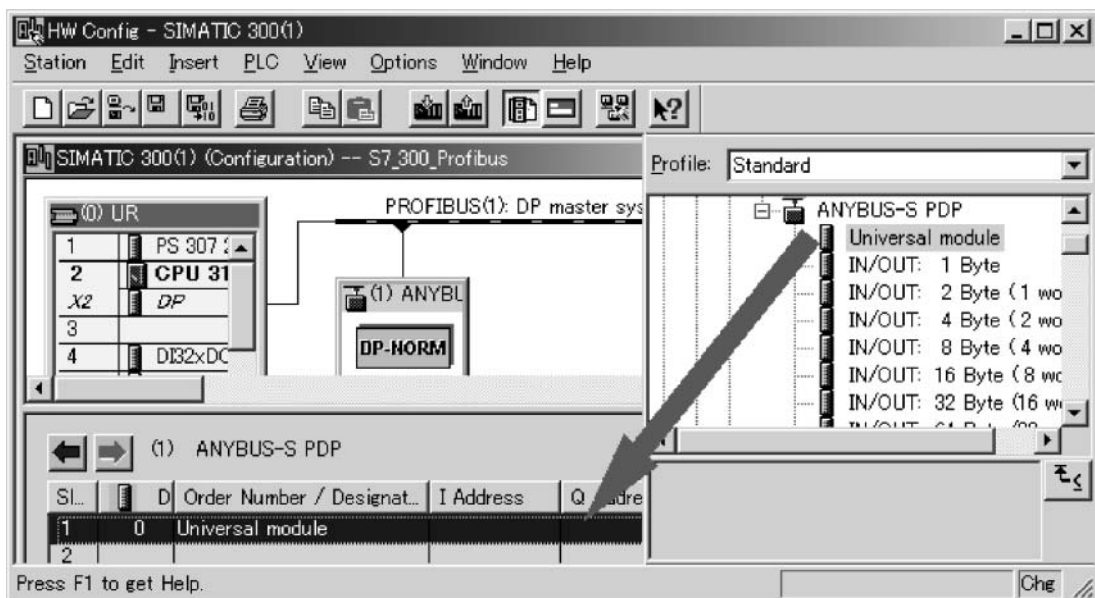 HW Config - SIMATIC 300(1)
Station Edit Insert PLC View Options Window Help
SIMATIC 300(1) (Configuration) -- S7_300_Profibus
Profile: Standard
(0) UR
1 PS 307 2
2 CPU 31
X2 DP
3
4 DI32xDO
PROFIBUS(1): DP master sys
(1) ANYBU
DP-NORM
ANYBUS-S PDP
Universal module
IN/OUT: 1 Byte
IN/OUT: 2 Byte (1 wo
IN/OUT: 4 Byte (2 wo
IN/OUT: 8 Byte (4 wo
IN/OUT: 16 Byte (8 wo
IN/OUT: 32 Byte (16 w
(1) ANYBUS-S PDP
Sl... D Order Number / Designat... I Address Q
1 0 Universal module
2
Press F1 to get Help.
Chg